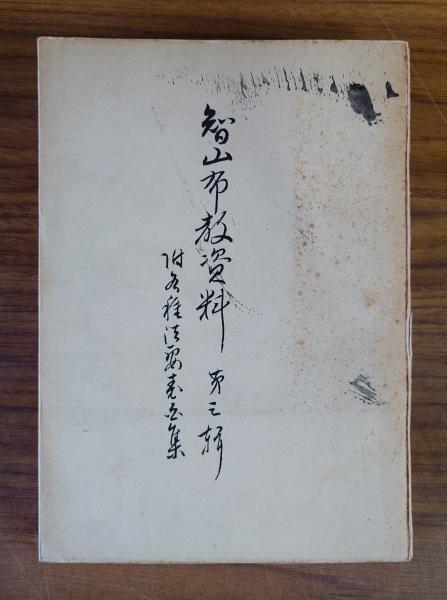 智山布教資料 第三輯
附各種法要表白集